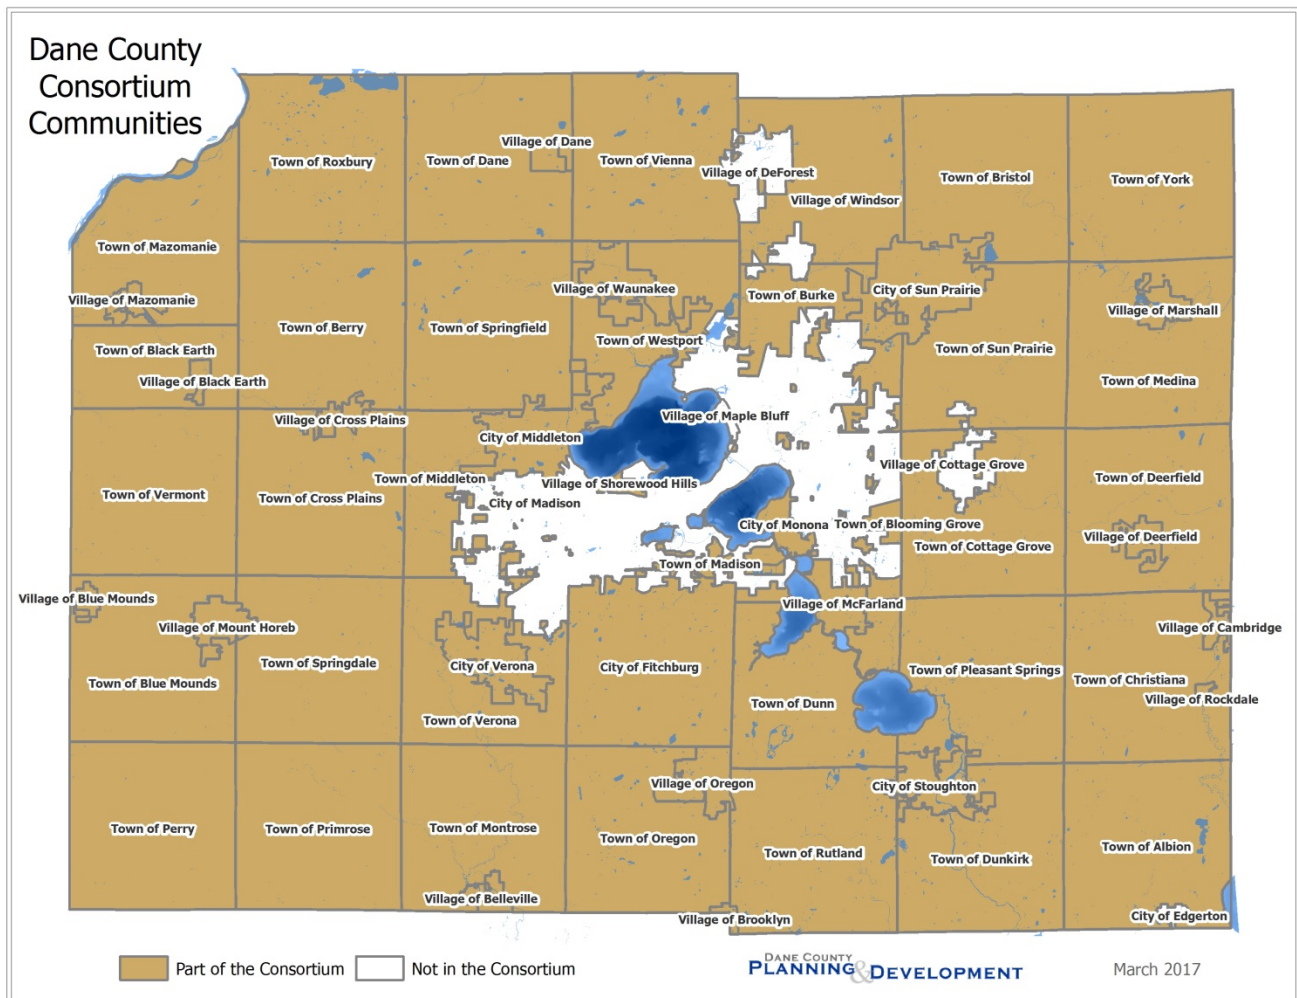 Dane County
Consortium
Communities
Village of Dane
Town of Roxbury
Town of Dane
Town of Vienna
Village of DeForest
Town of Bristol
Town of York
Village of Windsor
Town of Mazomanie
Village of Mazomanie
Village of Waunakee
Town of Burke
City of Sun Prairie
Village of Marshall
Town of Berry
Town of Springfield
Town of Westport
Town of Black Earth
Town of Sun Prairie
Village of Black Earth
Town of Medina
Village of Cross Plains
Village of Maple Bluff
City of Middleton
Village of Cottage Grove
Town of Middleton
Village of Shorewood Hills
Town of Deerfield
Town of Vermont
Town of Cross Plains
City of Madison
City of Monona
Town of Blooming Grove
Village of Deerfield
Town of Cottage Grove
Town of Madison
Village of Blue Mounds
Village of McFarland
Village of Mount Horeb
Village of Cambridge
Town of Springdale
City of Verona
City of Fitchburg
Town of Pleasant Springs
Town of Blue Mounds
Town of Christiana
Village of Rockdale
Town of Dunn
Town of Verona
Village of Oregon
City of Stoughton
Town of Perry
Town of Primrose
Town of Montrose
Town of Oregon
Town of Rutland
Town of Dunkirk
Town of Albion
Village of Belleville
Village of Brooklyn
City of Edgerton
Part of the Consortium
Not in the Consortium
DANE COUNTY
PLANNING & DEVELOPMENT
March 2017